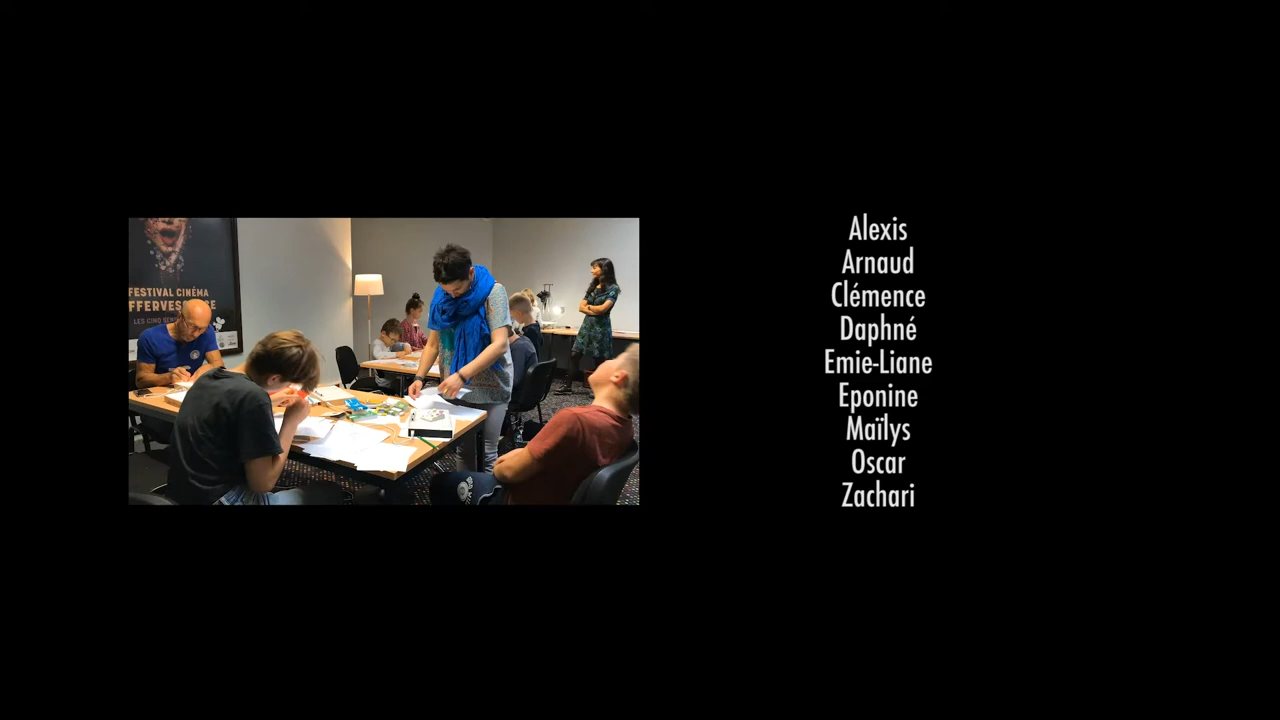 FESTIVAL CINÉMA
LES CINQ SENS
Alexis
Arnaud
Clémence
Daphné
Emie-Liane
Eponine
Maïlys
Oscar
Zachari